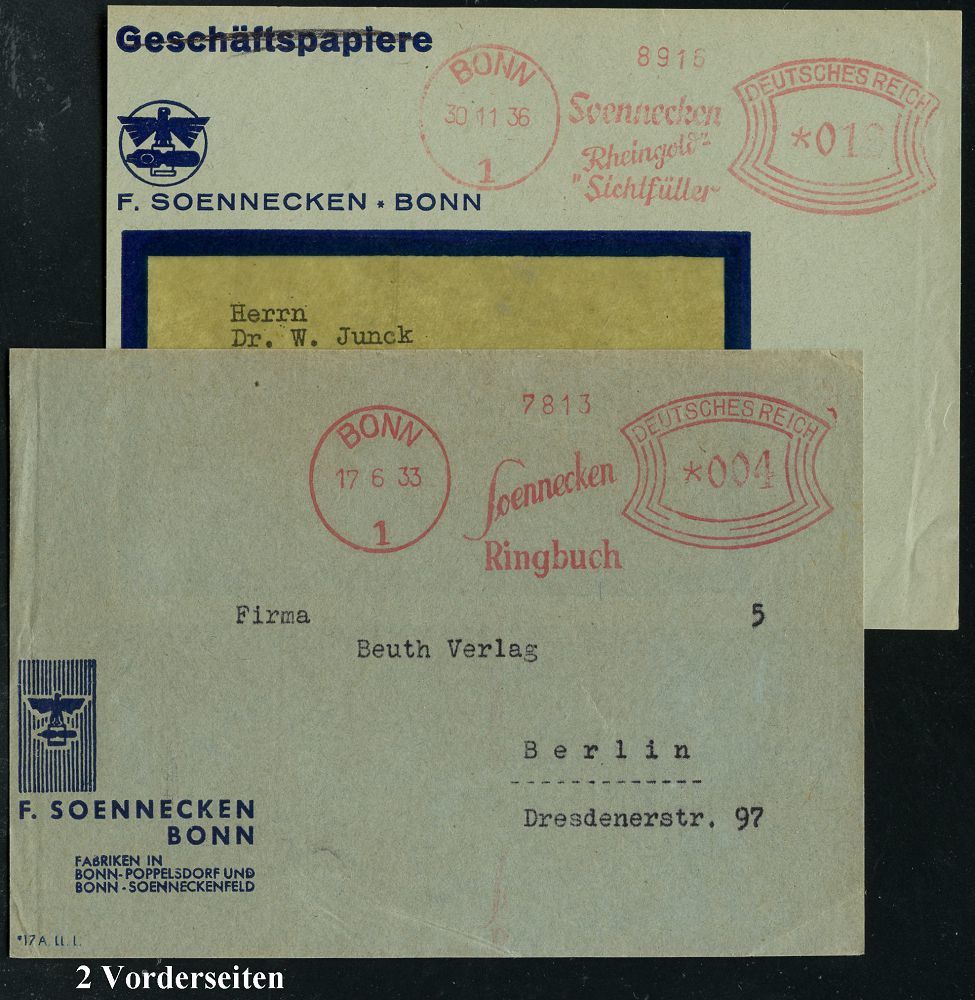 Geschäftspapiere
F. SOENNECKEN * BONN
BONN
30 11 36
1
8916
Soennecken
"Rheingold"-
"Sichtfüller
DEUTSCHES REICH
*012
Herrn
Dr. W. Junck
BONN
17 6 33
1
7813
Soennecken
Ringbuch
DEUTSCHES REICH
*004
Firma 5
Beuth Verlag
Berlin
Dresdenerstr. 97
F. SOENNECKEN
BONN
FABRIKEN IN
BONN-POPPELSDORF UND
BONN-SOENNECKENFELD
2 Vorderseiten